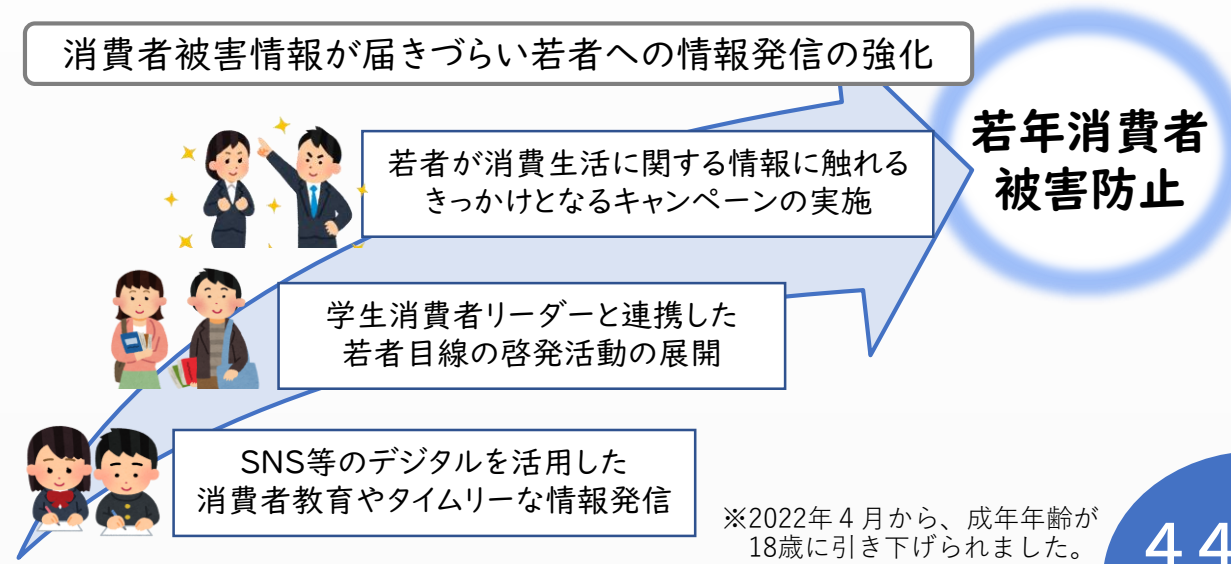 消費者被害情報が届きづらい若者への情報発信の強化
若年消費者
被害防止
若者が消費生活に関する情報に触れる
きっかけとなるキャンペーンの実施
学生消費者リーダーと連携した
若者目線の啓発活動の展開
SNS等のデジタルを活用した
消費者教育やタイムリーな情報発信
※2022年4月から、成年年齢が
18歳に引き下げられました。
44